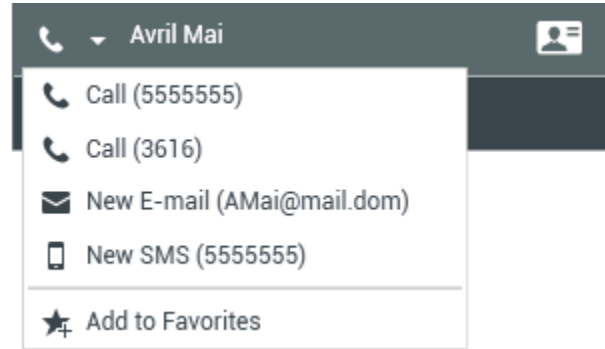 Avril Mai
Call (5555555)
Call (3616)
New E-mail (AMai@mail.dom)
New SMS (5555555)
Add to Favorites